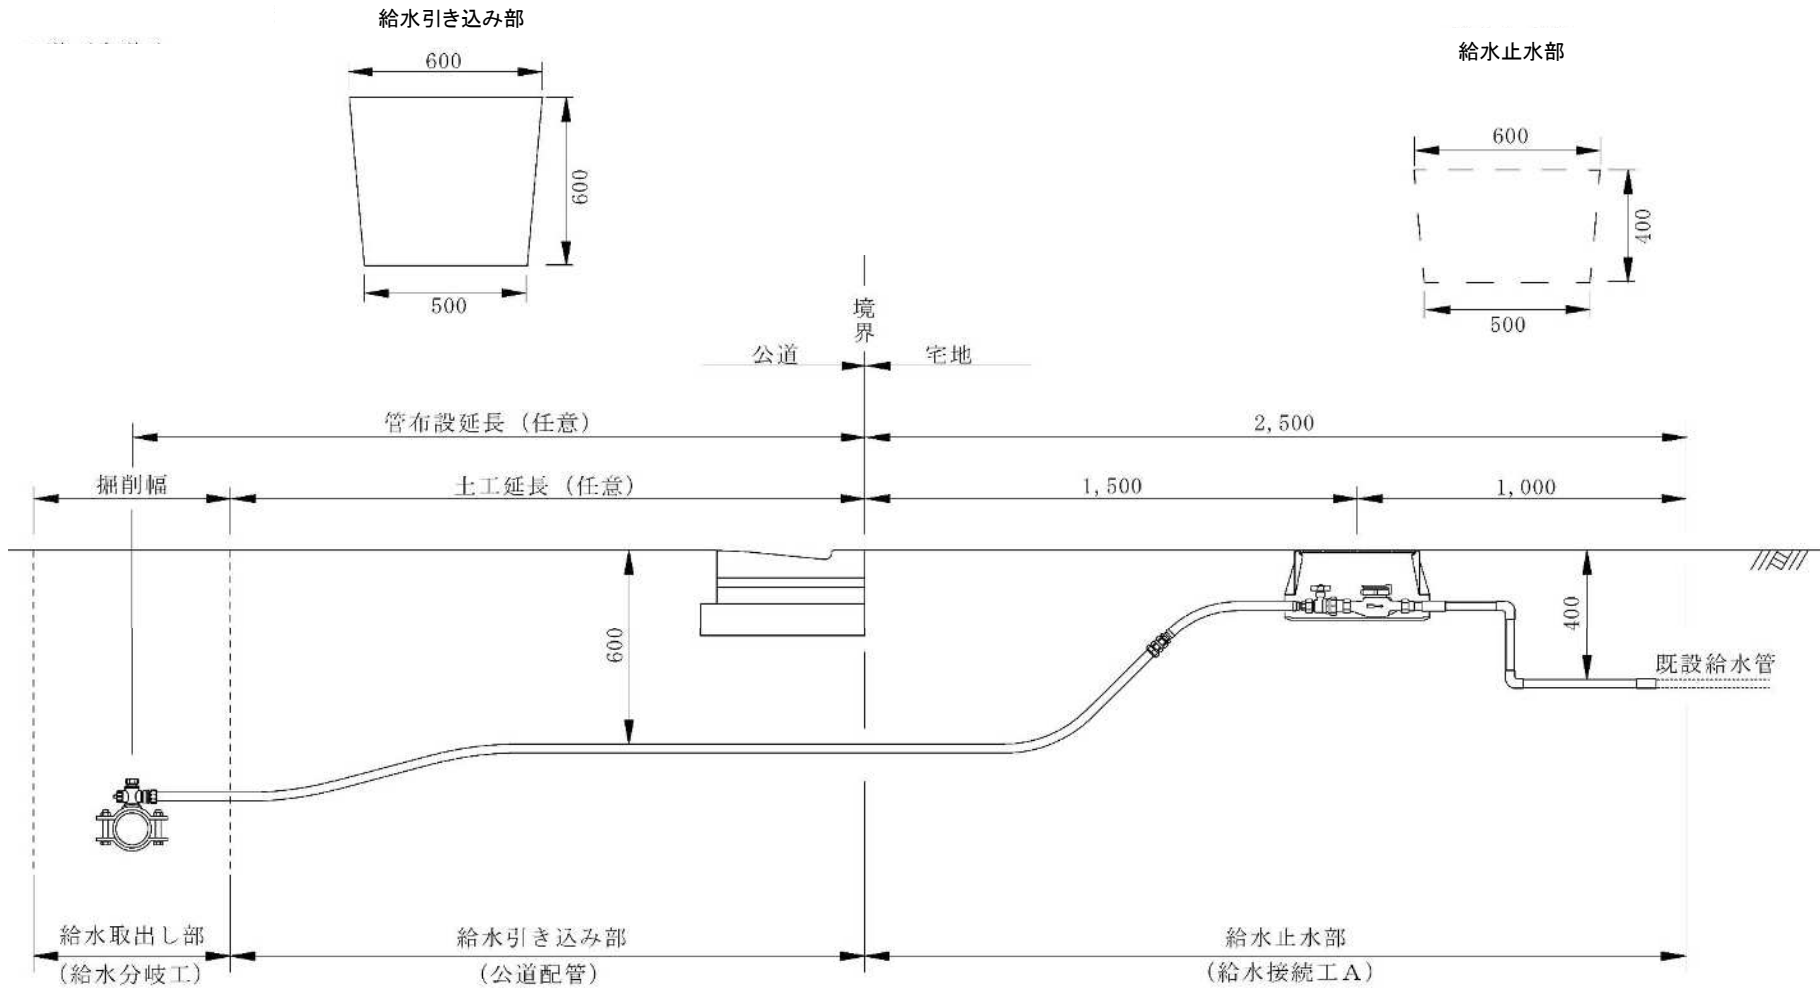 給水引き込み部
600
600
500
給水止水部
600
400
500
境界
公道
宅地
管布設延長（任意）
2,500
掘削幅
土工延長（任意）
1,500
1,000
600
400
既設給水管
給水取出し部
（給水分岐工）
給水引き込み部
（公道配管）
給水止水部
（給水接続工A）